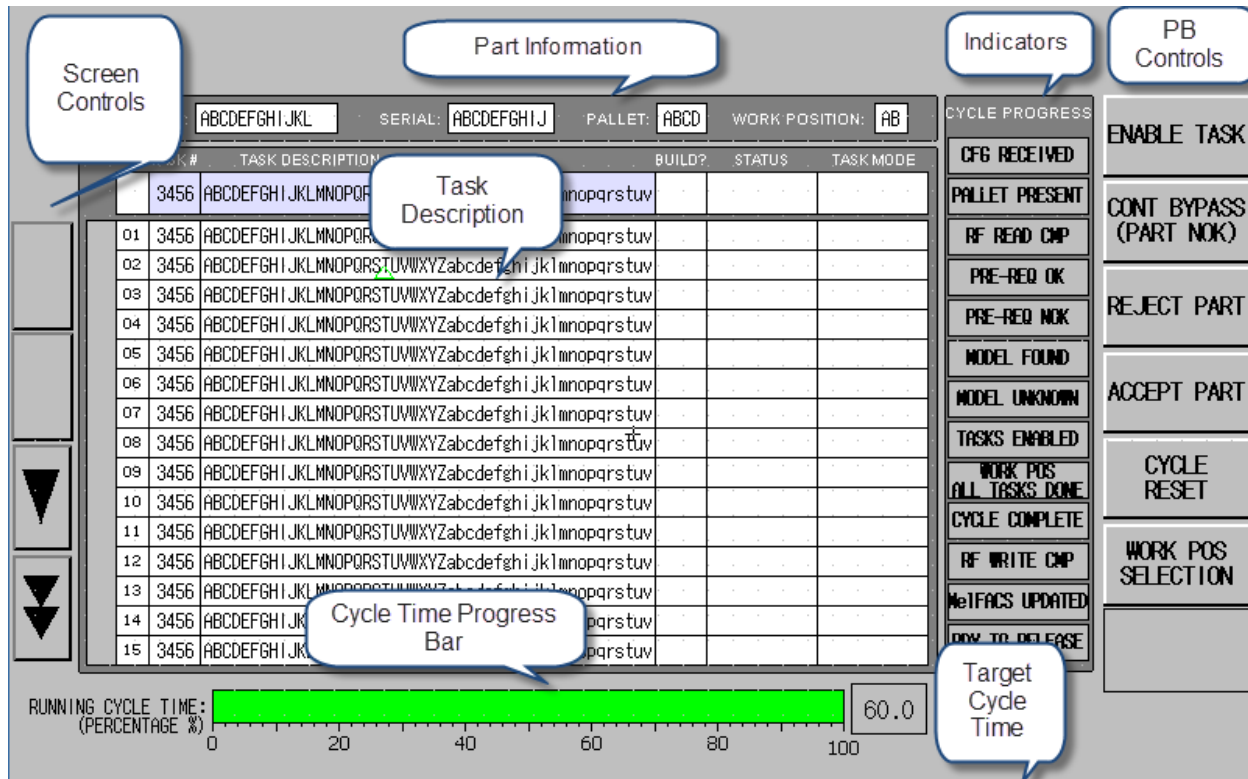 Screen Controls
Part Information
Indicators
PB Controls
ABCDEFGHIJKL SERIAL: ABCDEFGHIJ PALLET: ABCD WORK POSITION: AB
# TASK DESCRIPTION BUILD? STATUS TASK MODE
3456 ABCDEFGHIJKLMNOPQR nopqrstuv
Task Description
01 3456 ABCDEFGHIJKLMNOPQR mnopqrstuv
02 3456 ABCDEFGHIJKLMNOPQRSTUVWXYZabcdefghijklmnopqrstuv
03 3456 ABCDEFGHIJKLMNOPQRSTUVWXYZabcdefghijklmnopqrstuv
04 3456 ABCDEFGHIJKLMNOPQRSTUVWXYZabcdefghijklmnopqrstuv
05 3456 ABCDEFGHIJKLMNOPQRSTUVWXYZabcdefghijklmnopqrstuv
06 3456 ABCDEFGHIJKLMNOPQRSTUVWXYZabcdefghijklmnopqrstuv
07 3456 ABCDEFGHIJKLMNOPQRSTUVWXYZabcdefghijklmnopqrstuv
08 3456 ABCDEFGHIJKLMNOPQRSTUVWXYZabcdefghijklmnopqrstuv
09 3456 ABCDEFGHIJKLMNOPQRSTUVWXYZabcdefghijklmnopqrstuv
10 3456 ABCDEFGHIJKLMNOPQRSTUVWXYZabcdefghijklmnopqrstuv
11 3456 ABCDEFGHIJKLMNOPQRSTUVWXYZabcdefghijklmnopqrstuv
12 3456 ABCDEFGHIJKLMNOPQRSTUVWXYZabcdefghijklmnopqrstuv
13 3456 ABCDEFGHIJKLMNOPQRSTUVWXYZabcdefghijklmnopqrstuv
14 3456 ABCDEFGHIJKL pqrstuv
15 3456 ABCDEFGHIJK pqrstuv
Cycle Time Progress Bar
CYCLE PROGRESS
CFG RECEIVED
PALLET PRESENT
RF READ CMP
PRE-REQ OK
PRE-REQ NOK
MODEL FOUND
MODEL UNKNOWN
TASKS ENABLED
WORK POS
ALL TASKS DONE
CYCLE COMPLETE
RF WRITE CMP
NelFACS UPDATED
RDY TO RELEASE
Target Cycle Time
ENABLE TASK
CONT BYPASS
(PART NOK)
REJECT PART
ACCEPT PART
CYCLE
RESET
WORK POS
SELECTION
RUNNING CYCLE TIME:
(PERCENTAGE %)
60.0
0 20 40 60 80 100